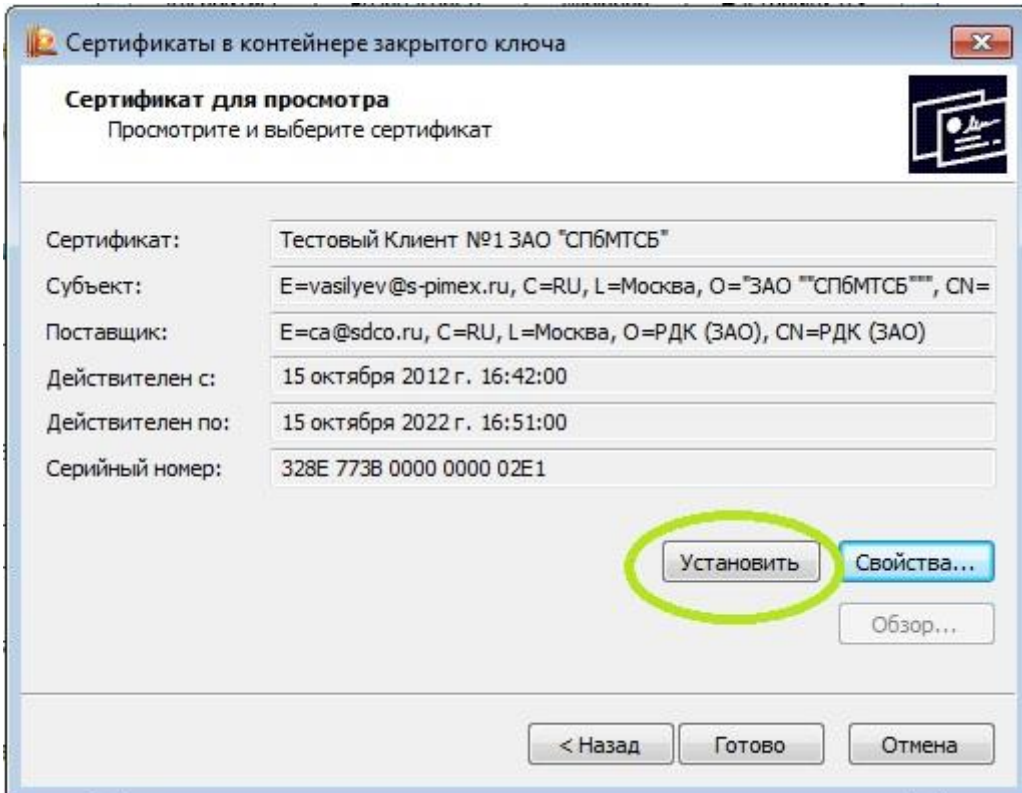 Сертификаты в контейнере закрытого ключа
Сертификат для просмотра
Просмотрите и выберите сертификат
Сертификат: Тестовый Клиент №1 ЗАО "СПбМТСБ"
Субъект: E=vasilyev@s-pimex.ru, C=RU, L=Москва, O="ЗАО ""СПбМТСБ""", CN=
Поставщик: E=ca@sdco.ru, C=RU, L=Москва, O=РДК (ЗАО), CN=РДК (ЗАО)
Действителен с: 15 октября 2012 г. 16:42:00
Действителен по: 15 октября 2022 г. 16:51:00
Серийный номер: 328E 773B 0000 0000 02E1
Установить Свойства...
Обзор...
< Назад Готово Отмена